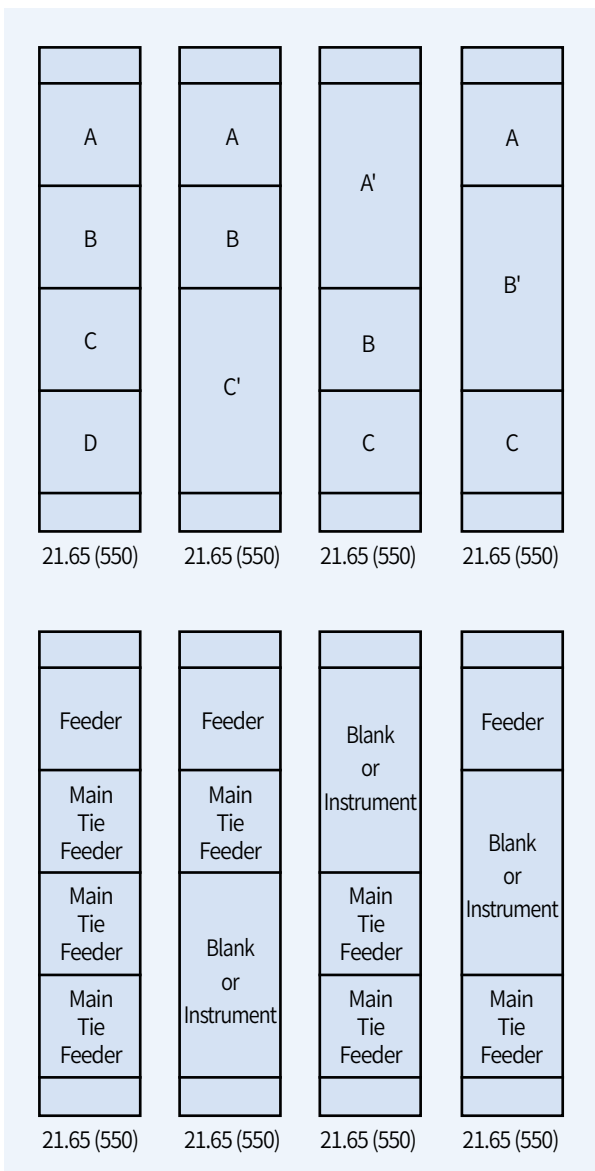 A
B
C
D
21.65 (550)
A
B
C'
21.65 (550)
A'
B
C
21.65 (550)
A
B'
C
21.65 (550)
Feeder
Main
Tie
Feeder
Main
Tie
Feeder
Main
Tie
Feeder
21.65 (550)
Feeder
Main
Tie
Feeder
Blank
or
Instrument
21.65 (550)
Blank
or
Instrument
Main
Tie
Feeder
Main
Tie
Feeder
21.65 (550)
Feeder
Blank
or
Instrument
Main
Tie
Feeder
21.65 (550)